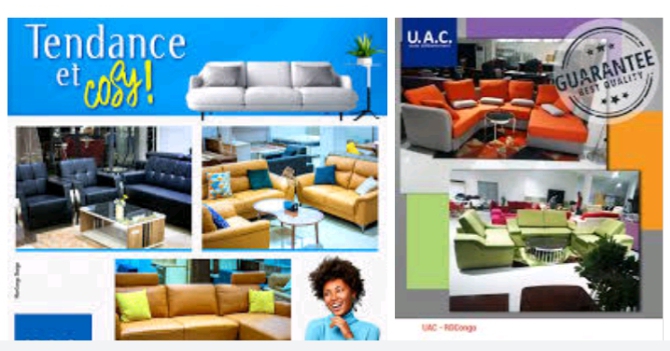 Tendance
et cosy!
U.A.C.
GUARANTEE
BEST QUALITY
UAC - RDCongo